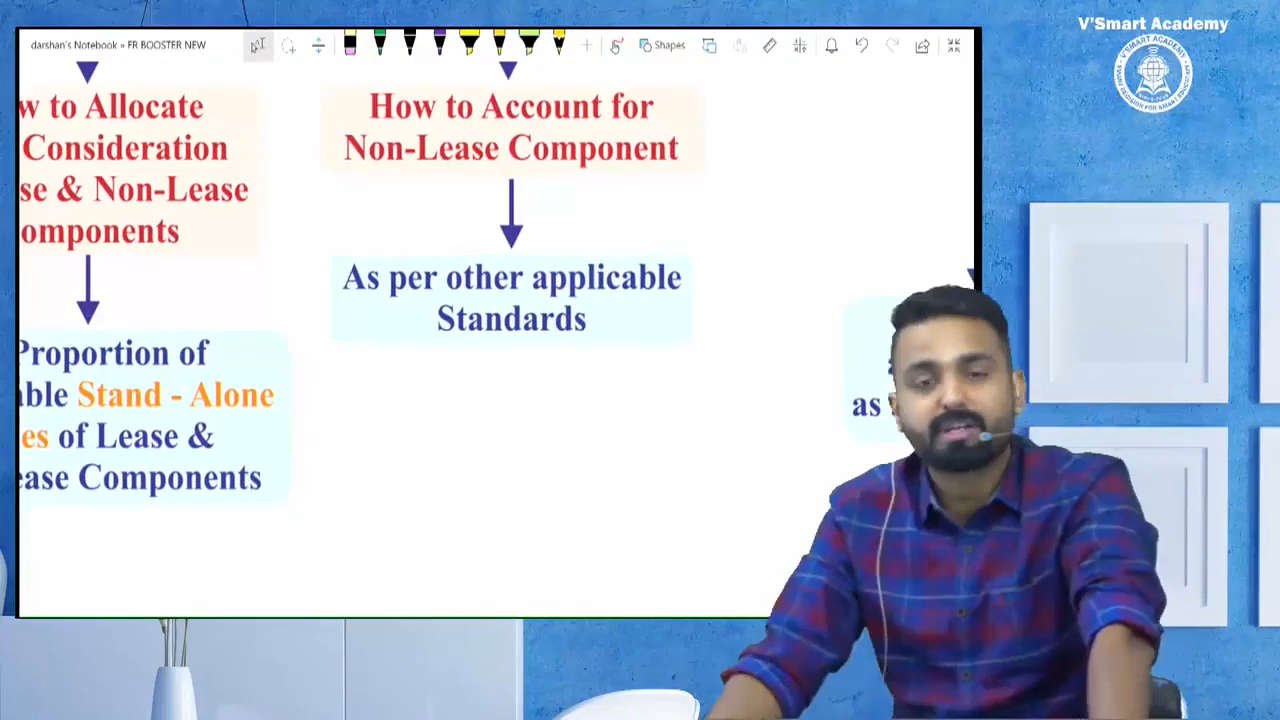 V'Smart Academy
darshan's Notebook » FR BOOSTER NEW
Shapes
w to Allocate
Consideration
se & Non-Lease
omponents
Proportion of
able Stand - Alone
es of Lease &
ease Components
How to Account for
Non-Lease Component
As per other applicable
Standards
as
V'SMART ACADEMY